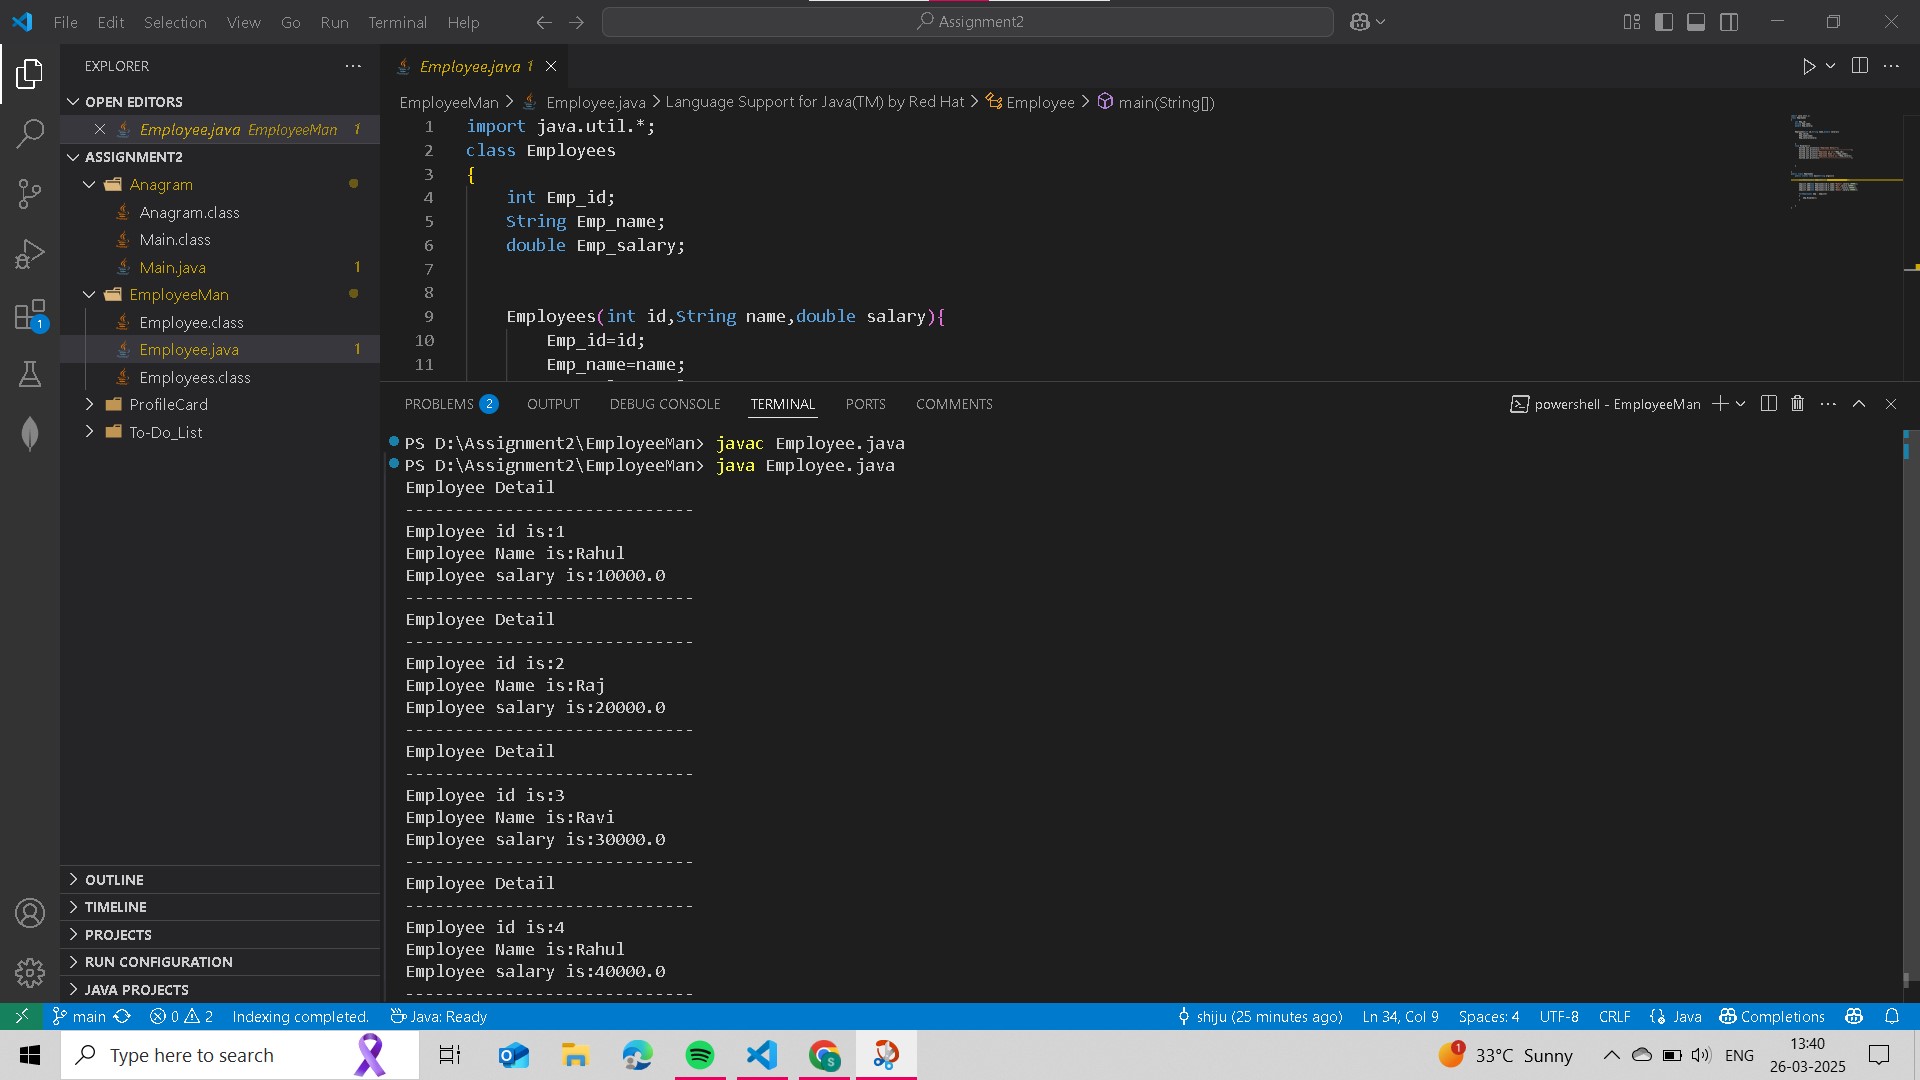 File Edit Selection View Go Run Terminal Help
Assignment2
EXPLORER
OPEN EDITORS
Employee.java EmployeeMan 1
ASSIGNMENT2
Anagram
Anagram.class
Main.class
Main.java 1
EmployeeMan
Employee.class
Employee.java 1
Employees.class
ProfileCard
To-Do_List
OUTLINE
TIMELINE
PROJECTS
RUN CONFIGURATION
JAVA PROJECTS
1
Employee.java 1
EmployeeMan > Employee.java > Language Support for Java(TM) by Red Hat > Employee > main(String[])
1 import java.util.*;
2 class Employees
3 {
4 int Emp_id;
5 String Emp_name;
6 double Emp_salary;
7
8
9 Employees(int id,String name,double salary){
10 Emp_id=id;
11 Emp_name=name;
PROBLEMS 2 OUTPUT DEBUG CONSOLE TERMINAL PORTS COMMENTS
powershell - EmployeeMan
PS D:\Assignment2\EmployeeMan> javac Employee.java
PS D:\Assignment2\EmployeeMan> java Employee.java
Employee Detail
-----------------------------
Employee id is:1
Employee Name is:Rahul
Employee salary is:10000.0
-----------------------------
Employee Detail
-----------------------------
Employee id is:2
Employee Name is:Raj
Employee salary is:20000.0
-----------------------------
Employee Detail
-----------------------------
Employee id is:3
Employee Name is:Ravi
Employee salary is:30000.0
-----------------------------
Employee Detail
-----------------------------
Employee id is:4
Employee Name is:Rahul
Employee salary is:40000.0
-----------------------------
main 0 2 Indexing completed. Java: Ready
shiju (25 minutes ago) Ln 34, Col 9 Spaces: 4 UTF-8 CRLF Java Completions
Type here to search
1 33°C Sunny
ENG
13:40
26-03-2025